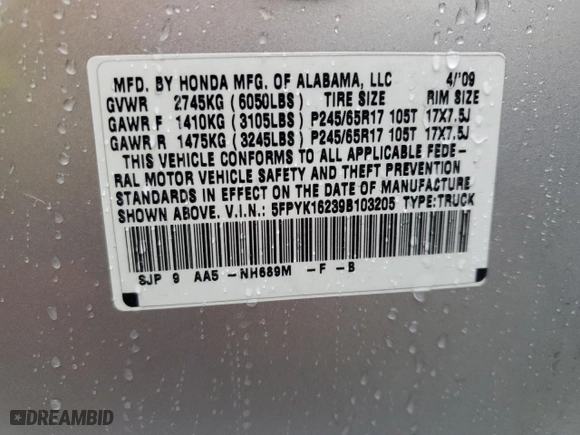 MFD. BY HONDA MFG. OF ALABAMA, LLC 4/'09
GVWR 2745KG (6050LBS) TIRE SIZE RIM SIZE
GAWR F 1410KG (3105LBS) P245/65R17 105T 17X7.5J
GAWR R 1475KG (3245LBS) P245/65R17 105T 17X7.5J
THIS VEHICLE CONFORMS TO ALL APPLICABLE FEDE-
RAL MOTOR VEHICLE SAFETY AND THEFT PREVENTION
STANDARDS IN EFFECT ON THE DATE OF MANUFACTURE
SHOWN ABOVE. V.I.N.: 5FPYK16239B103205 TYPE:TRUCK
SJP 9 AA5 -NH689M -F -B
DREAMBID